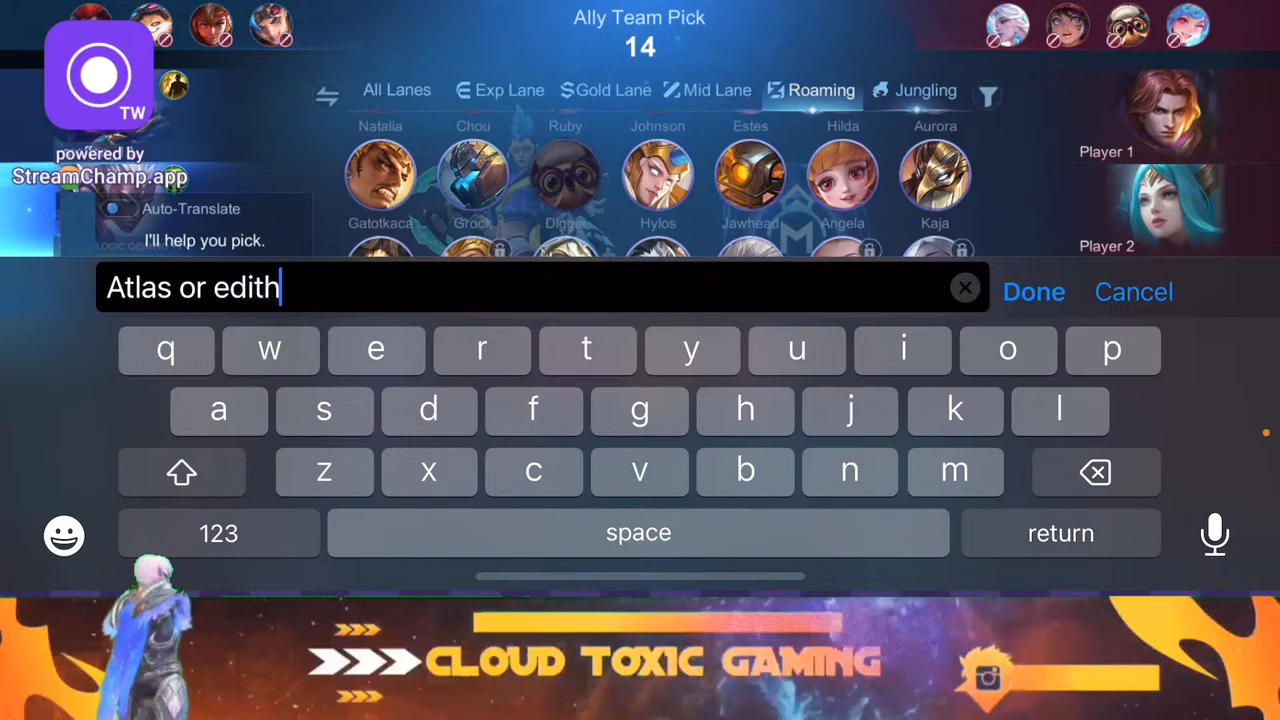 Ally Team Pick
14
TW
powered by
StreamChamp.app
All Lanes
Exp Lane
Gold Lane
Mid Lane
Roaming
Jungling
Natalia
Chou
Ruby
Johnson
Estes
Hilda
Aurora
Gatotkaca
Grock
Diggie
Hylos
Jawhead
Angela
Kaja
Player 1
Player 2
Auto-Translate
I'll help you pick.
Atlas or edith
Done
Cancel
q w e r t y u i o p
a s d f g h j k l
z x c v b n m
123
space
return
CLOUD TOXIC GAMING